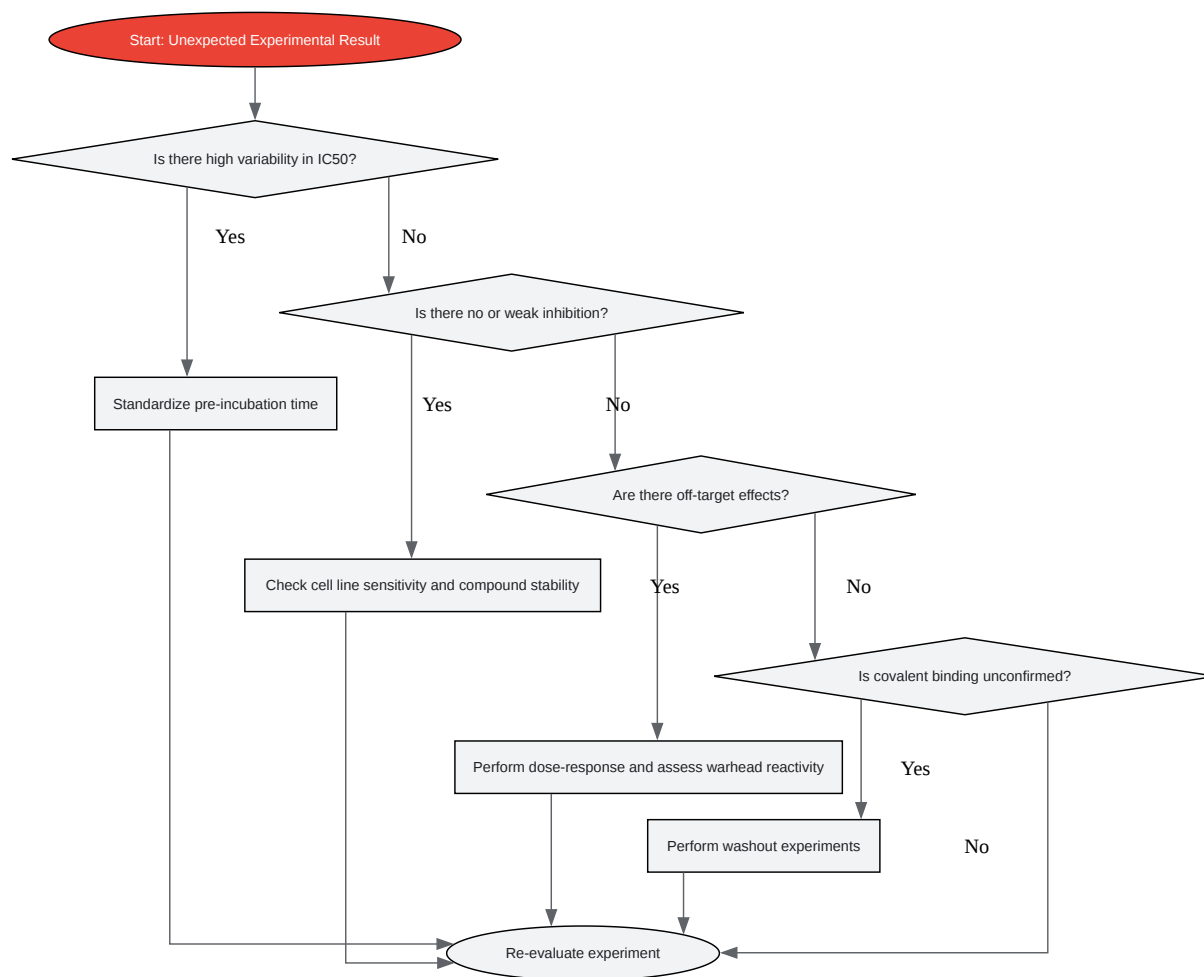 Start: Unexpected Experimental Result
Is there high variability in IC50?
Yes
No
Is there no or weak inhibition?
Standardize pre-incubation time
Yes
No
Are there off-target effects?
Check cell line sensitivity and compound stability
Yes
No
Is covalent binding unconfirmed?
Perform dose-response and assess warhead reactivity
Yes
Perform washout experiments
No
Re-evaluate experiment